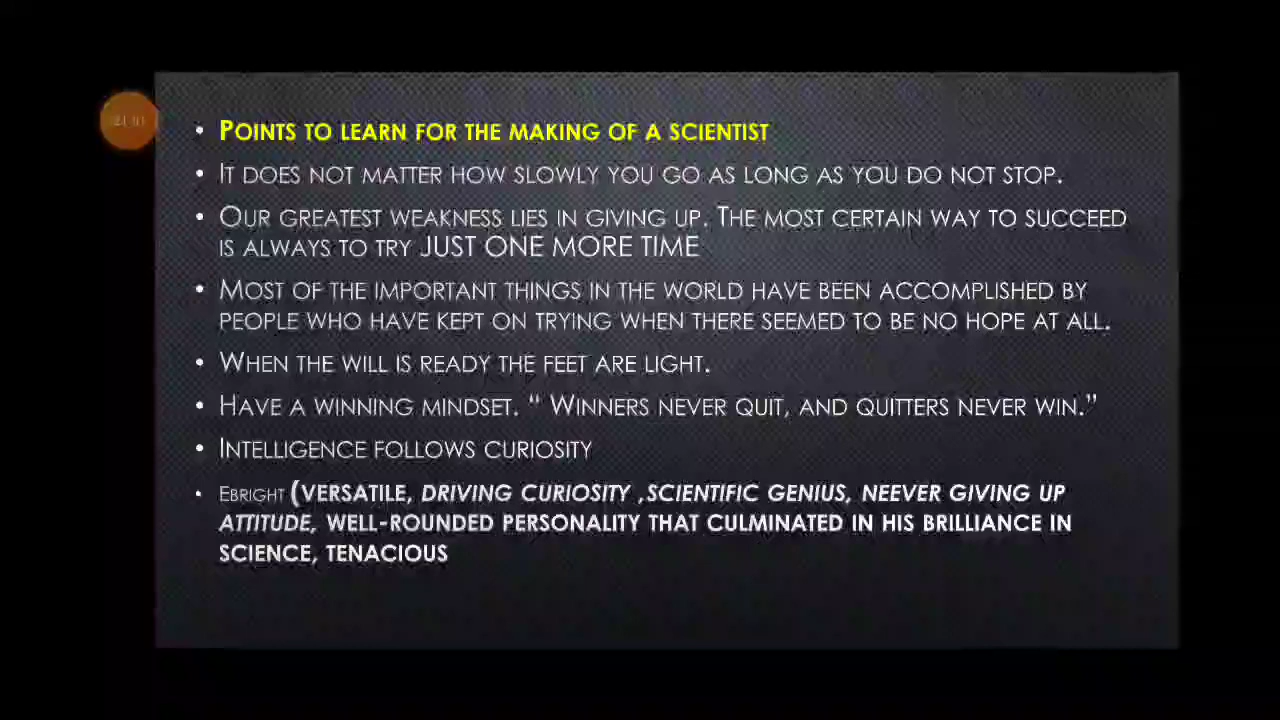 • Points to learn for the making of a scientist
• It does not matter how slowly you go as long as you do not stop.
• Our greatest weakness lies in giving up. The most certain way to succeed
is always to try JUST ONE MORE TIME
• Most of the important things in the world have been accomplished by
people who have kept on trying when there seemed to be no hope at all.
• When the will is ready the feet are light.
• Have a winning mindset. “ Winners never quit, and quitters never win.”
• Intelligence follows curiosity
• Ebright (versatile, driving curiosity ,scientific genius, neever giving up
attitude, well-rounded personality that culminated in his brilliance in
science, tenacious